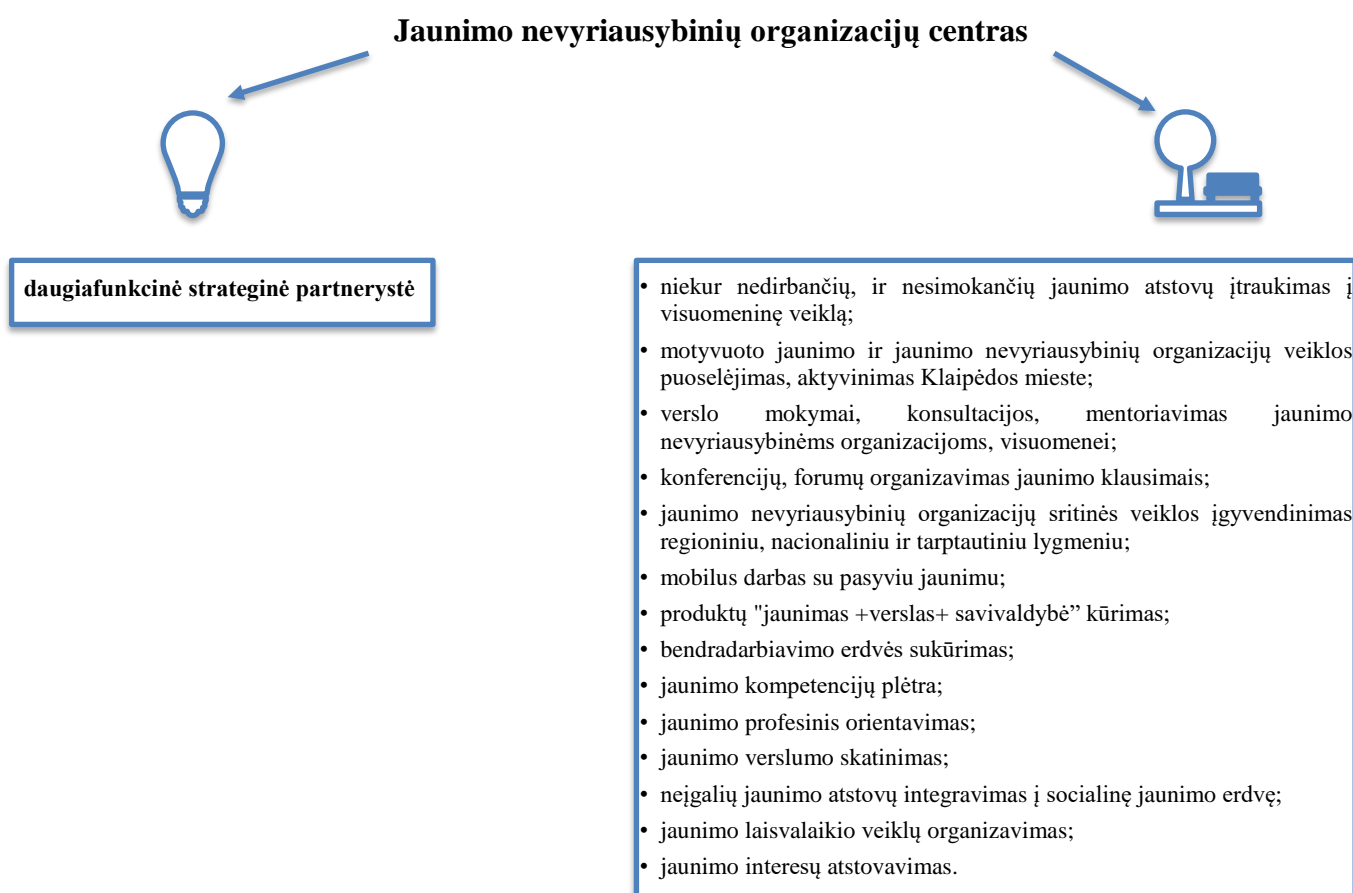 Jaunimo nevyriausybinių organizacijų centras
daugiafunkcinė strateginė partnerystė
• niekur nedirbančių, ir nesimokančių jaunimo atstovų įtraukimas į
visuomeninę veiklą;
• motyvuoto jaunimo ir jaunimo nevyriausybinių organizacijų veiklos
puoselėjimas, aktyvinimas Klaipėdos mieste;
• verslo mokymai, konsultacijos, mentoriavimas jaunimo
nevyriausybinėms organizacijoms, visuomenei;
• konferencijų, forumų organizavimas jaunimo klausimais;
• jaunimo nevyriausybinių organizacijų sritinės veiklos įgyvendinimas
regioniniu, nacionaliniu ir tarptautiniu lygmeniu;
• mobilus darbas su pasyviu jaunimu;
• produktų "jaunimas +verslas+ savivaldybė” kūrimas;
• bendradarbiavimo erdvės sukūrimas;
• jaunimo kompetencijų plėtra;
• jaunimo profesinis orientavimas;
• jaunimo verslumo skatinimas;
• neįgalių jaunimo atstovų integravimas į socialinę jaunimo erdvę;
• jaunimo laisvalaikio veiklų organizavimas;
• jaunimo interesų atstovavimas.